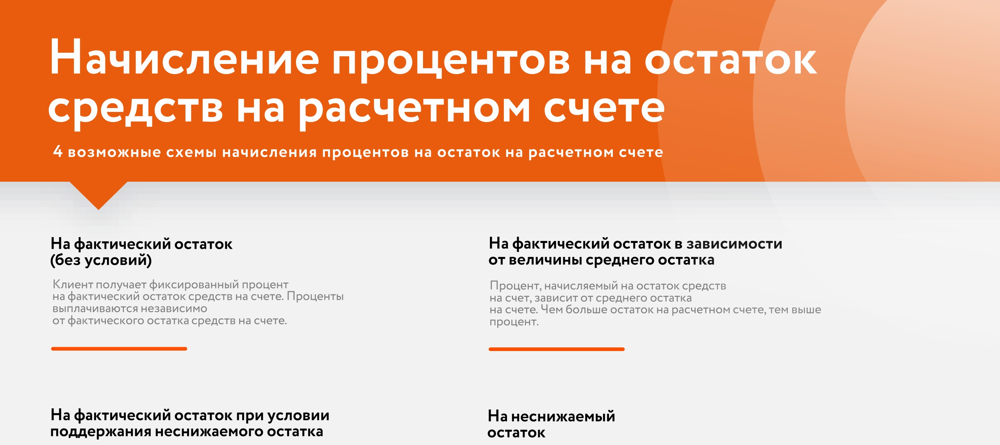 Начисление процентов на остаток
средств на расчетном счете
4 возможные схемы начисления процентов на остаток на расчетном счете
На фактический остаток
(без условий)
Клиент получает фиксированный процент
на фактический остаток средств на счете. Проценты
выплачиваются независимо
от фактического остатка средств на счете.
На фактический остаток в зависимости
от величины среднего остатка
Процент, начисляемый на остаток средств
на счет, зависит от среднего остатка
на счете. Чем больше остаток на расчетном счете, тем выше
процент.
На фактический остаток при условии
поддержания неснижаемого остатка
На неснижаемый
остаток